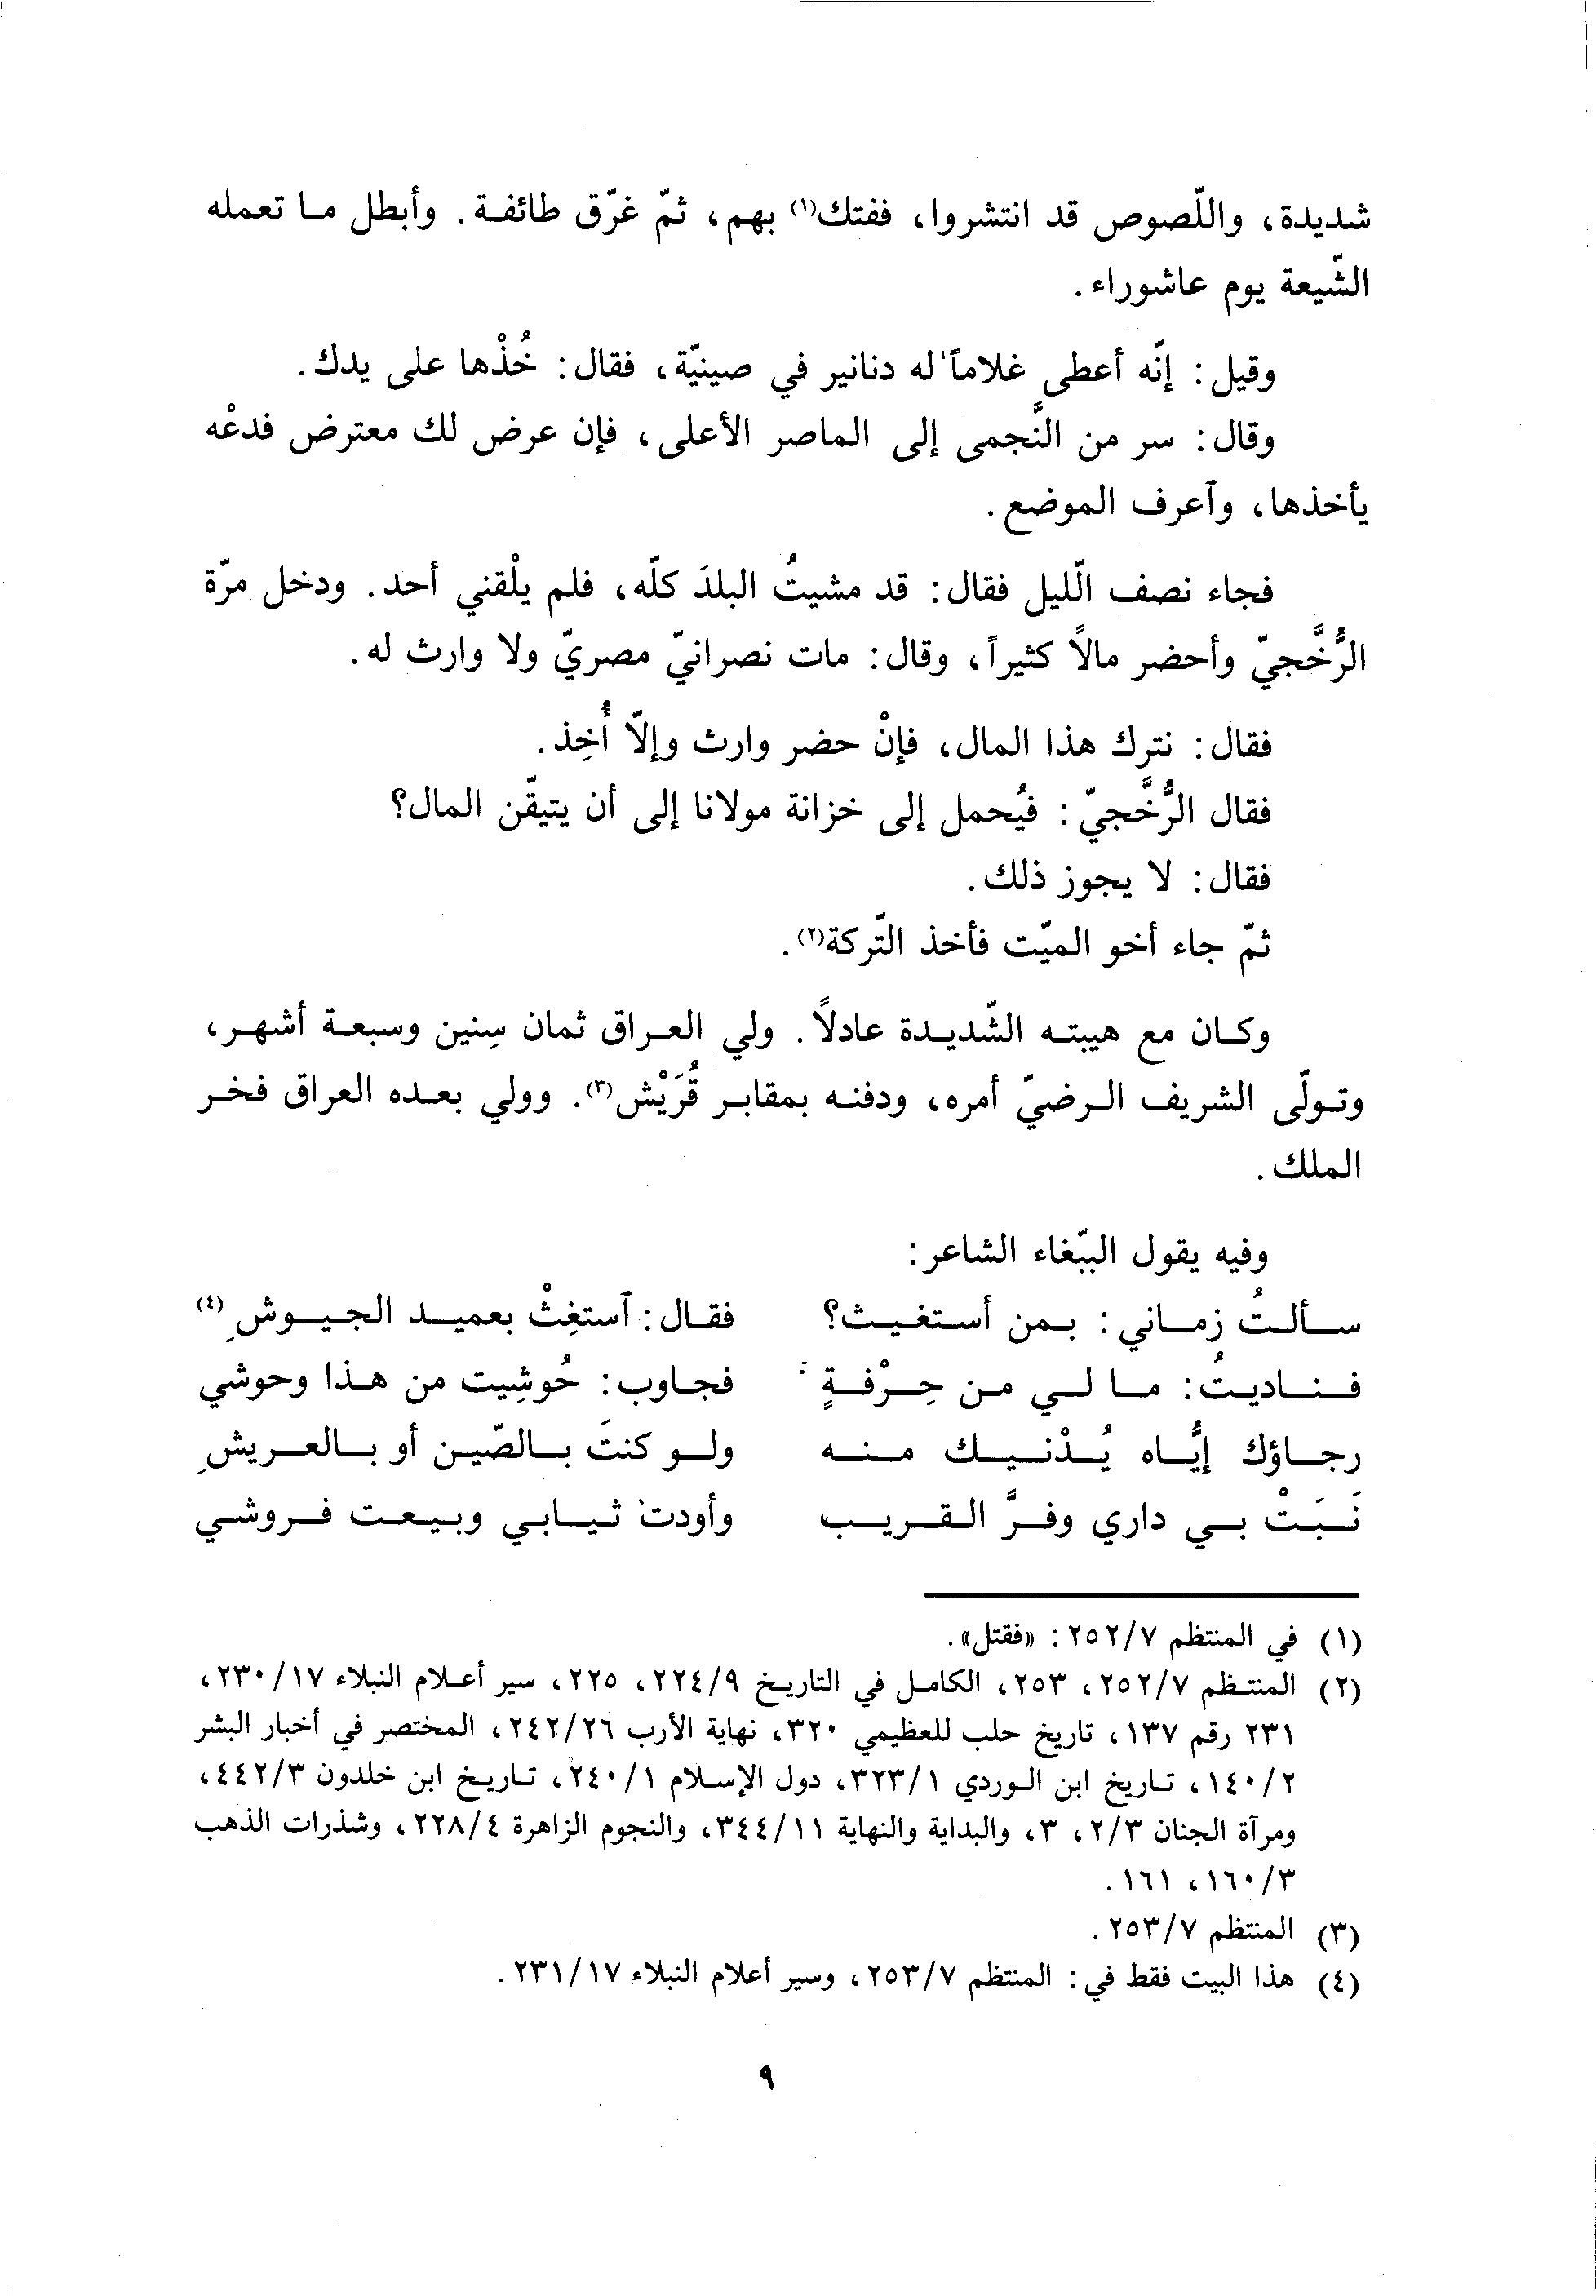 شديدة، واللّصوص قد انتشروا، ففتك(١) بهم، ثمّ غرّق طائفة. وأبطل ما تعمله
الشّيعة يوم عاشوراء.
وقيل: إنّه أعطى غلاماً له دنانير في صينيّة، فقال: خُذْها على يدك.
وقال: سر من النَّجمى إلى الماصر الأعلى، فإن عرض لك معترض فدعْه
يأخذها، وآعرف الموضع.
فجاء نصف الّليل فقال: قد مشيتُ البلدَ كلّه، فلم يلْقني أحد. ودخل مرّة
الرُّخَّجيّ وأحضر مالاً كثيراً، وقال: مات نصرانيّ مصريّ ولا وارث له.
فقال: نترك هذا المال، فإنْ حضر وارث وإلّا أُخِذ.
فقال الرُّخَّجيّ: فيُحمل إلى خزانة مولانا إلى أن يتيقّن المال؟
فقال: لا يجوز ذلك.
ثمّ جاء أخو الميّت فأخذ التّركة(٢).
وكان مع هيبته الشّديدة عادلاً. ولي العراق ثمان سِنين وسبعة أشهر،
وتولّى الشريف الرضيّ أمره، ودفنه بمقابر قُرَيْش(٣). وولي بعده العراق فخر
الملك.
وفيه يقول الببّغاء الشاعر:
سألتُ زماني: بمن أستغيث؟ فقال: آستغِثْ بعميد الجيوشِ(٤)
فناديتُ: ما لي من حِرْفةٍ فجاوب: حُوشِيت من هذا وحوشي
رجاؤك إيَّاه يُدْنيك منه ولو كنتَ بالصّين أو بالعريشِ
نَبَتْ بي داري وفرَّ القريب وأودت ثيابي وبيعت فروشي
(١) في المنتظم ٢٥٢/٧: «فقتل».
(٢) المنتظم ٢٥٢/٧، ٢٥٣، الكامل في التاريخ ٢٢٤/٩، ٢٢٥، سير أعلام النبلاء ٢٣٠/١٧،
٢٣١ رقم ١٣٧، تاريخ حلب للعظيمي ٣٢٠، نهاية الأرب ٢٤٢/٢٦، المختصر في أخبار البشر
١٤٠/٢، تاريخ ابن الوردي ٣٢٣/١، دول الإسلام ٢٤٠/١، تاريخ ابن خلدون ٤٤٢/٣،
ومرآة الجنان ٢/٣، ٣، والبداية والنهاية ٣٤٤/١١، والنجوم الزاهرة ٢٢٨/٤، وشذرات الذهب
١٦٠/٣، ١٦١.
(٣) المنتظم ٢٥٣/٧.
(٤) هذا البيت فقط في: المنتظم ٢٥٣/٧، وسير أعلام النبلاء ٢٣١/١٧.
٩